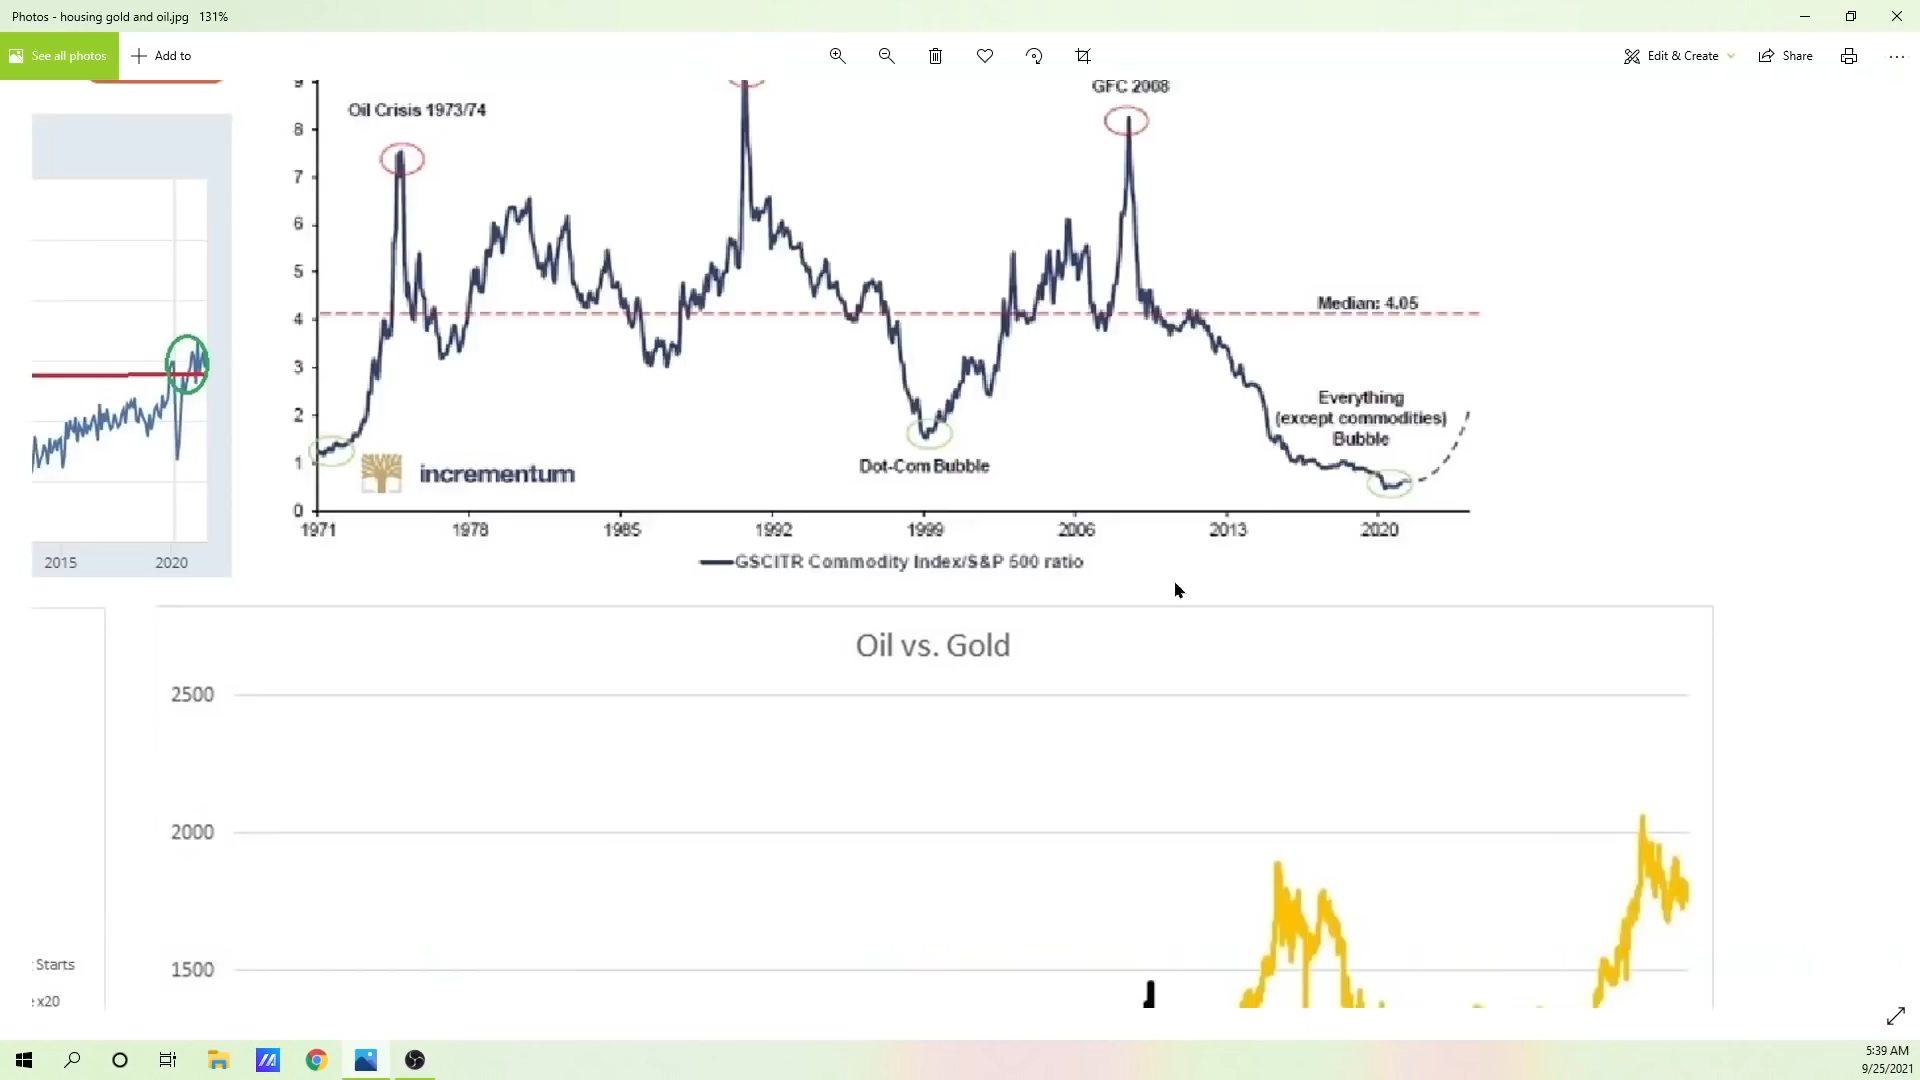 Photos - housing gold and oil.jpg 131%
See all photos
Add to
Edit & Create
Share
GFC 2008
Oil Crisis 1973/74
9
8
7
6
5
4
3
2
1
0
Median: 4.05
Everything
(except commodities)
Bubble
incrementum
Dot-Com Bubble
1971 1978 1985 1992 1999 2006 2013 2020
GSCITR Commodity Index/S&P 500 ratio
2015 2020
Oil vs. Gold
2500
2000
1500
Starts
x20
5:39 AM
9/25/2021